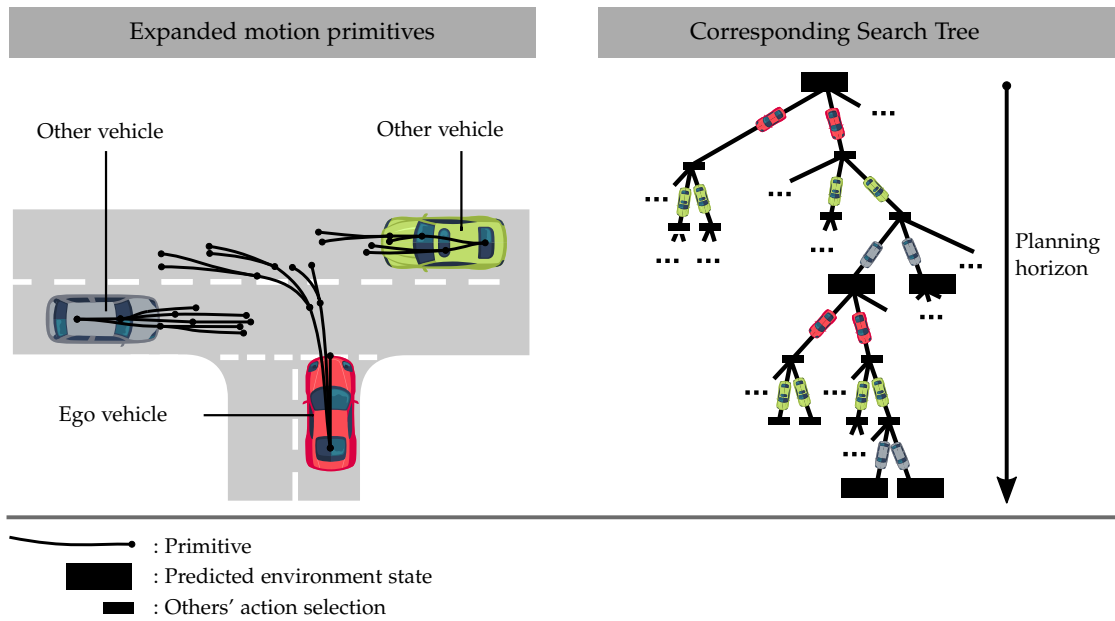 Expanded motion primitives
Corresponding Search Tree
Other vehicle
Other vehicle
Ego vehicle
...
...
...
...
...
...
...
...
...
...
...
Planning
horizon
: Primitive
: Predicted environment state
: Others' action selection